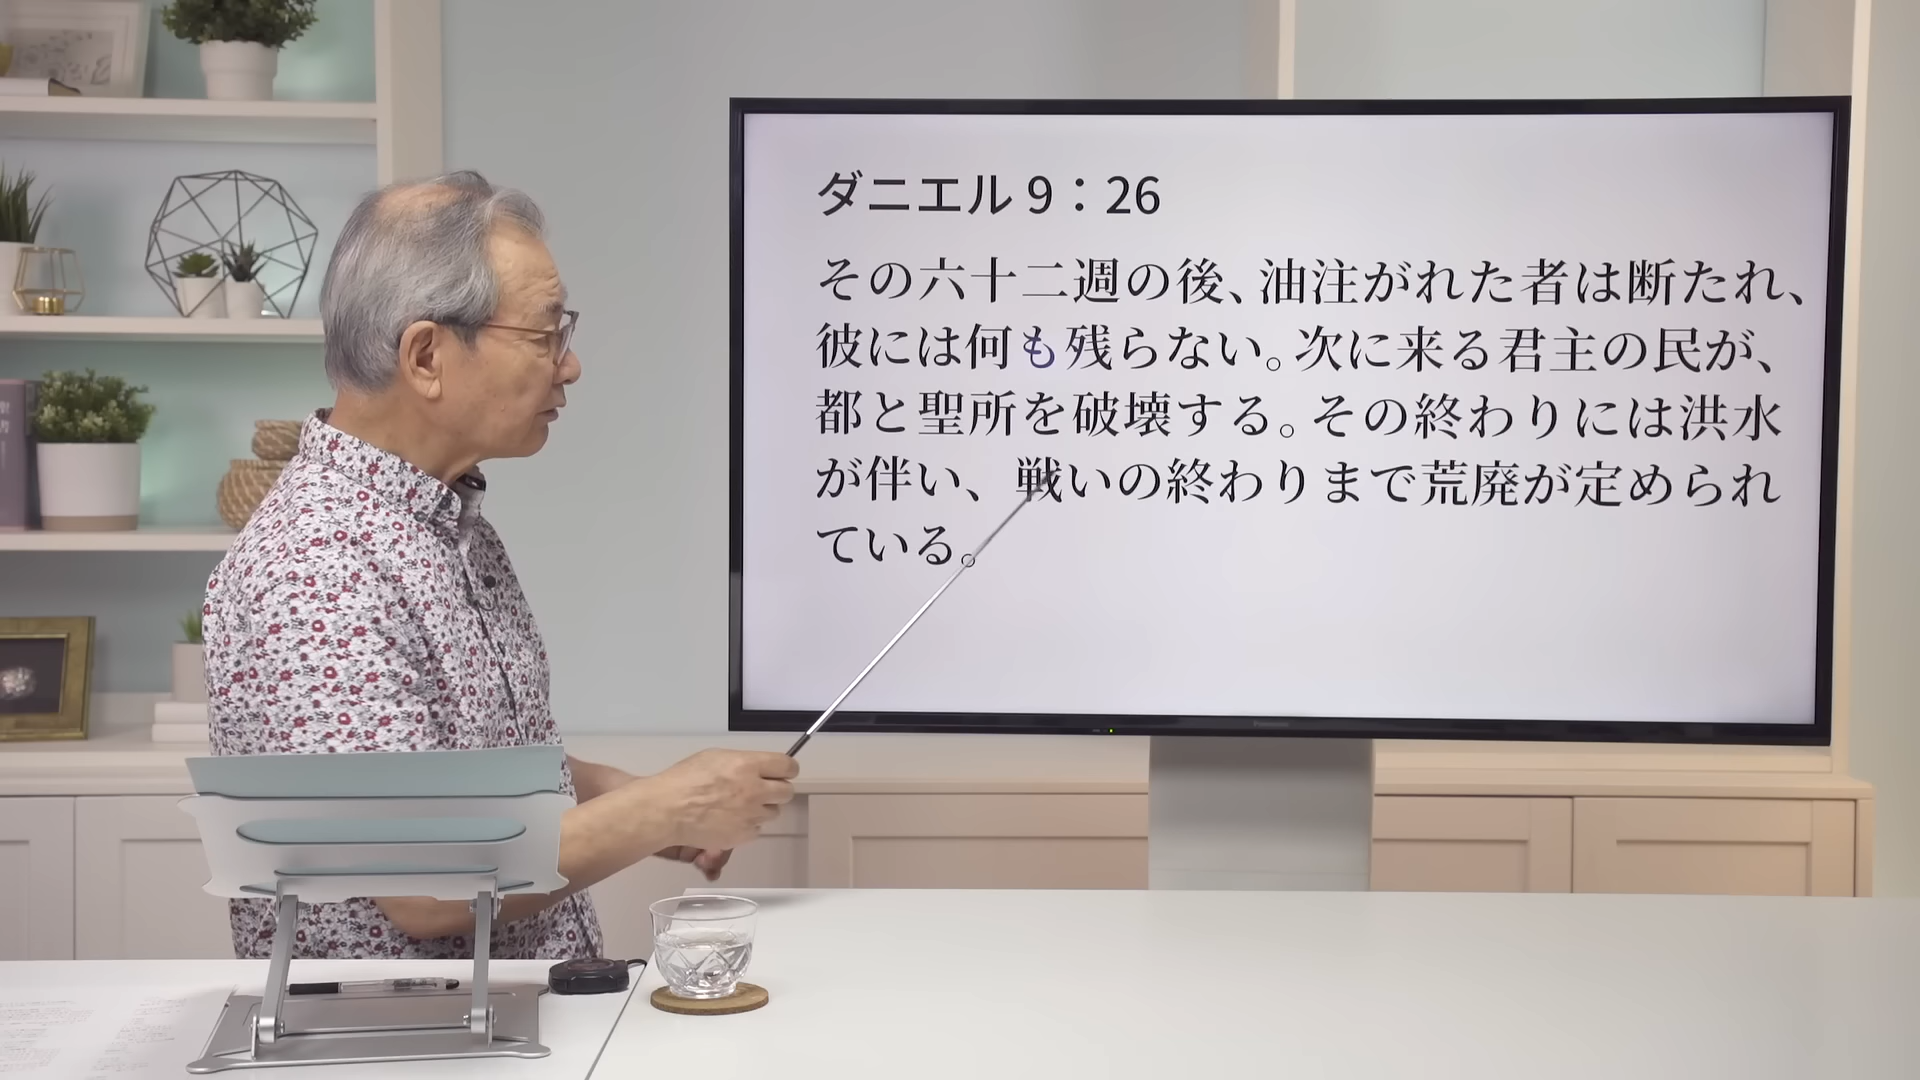 ダニエル 9：26
その六十二週の後、油注がれた者は断たれ、
彼には何も残らない。次に来る君主の民が、
都と聖所を破壊する。その終わりには洪水
が伴い、戦いの終わりまで荒廃が定められ
ている。